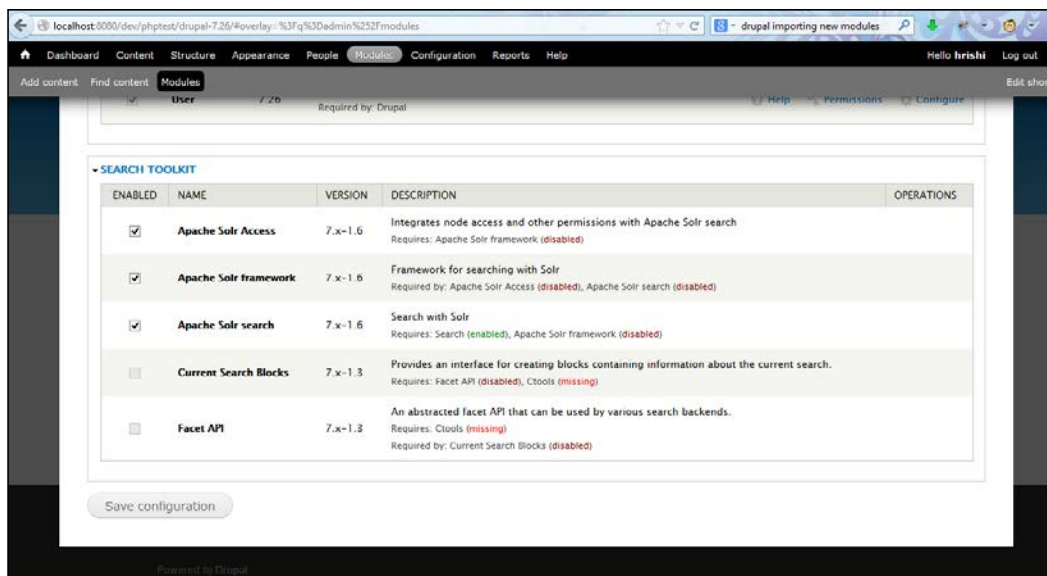 localhost:8080/dev/phptest/drupal-7.26/#overlay=%3Fq%3Dadmin%252Fmodules drupal importing new modules
Dashboard Content Structure Appearance People Modules Configuration Reports Help Hello hrishi Log out
Add content Find content Modules Edit shor
User 7.26 Required by: Drupal Help Permissions Configure
SEARCH TOOLKIT
ENABLED NAME VERSION DESCRIPTION OPERATIONS
Apache Solr Access 7.x-1.6 Integrates node access and other permissions with Apache Solr search
Requires: Apache Solr framework (disabled)
Apache Solr framework 7.x-1.6 Framework for searching with Solr
Required by: Apache Solr Access (disabled), Apache Solr search (disabled)
Apache Solr search 7.x-1.6 Search with Solr
Requires: Search (enabled), Apache Solr framework (disabled)
Current Search Blocks 7.x-1.3 Provides an interface for creating blocks containing information about the current search.
Requires: Facet API (disabled), Ctools (missing)
Facet API 7.x-1.3 An abstracted facet API that can be used by various search backends.
Requires: Ctools (missing)
Required by: Current Search Blocks (disabled)
Save configuration
Powered by Drupal